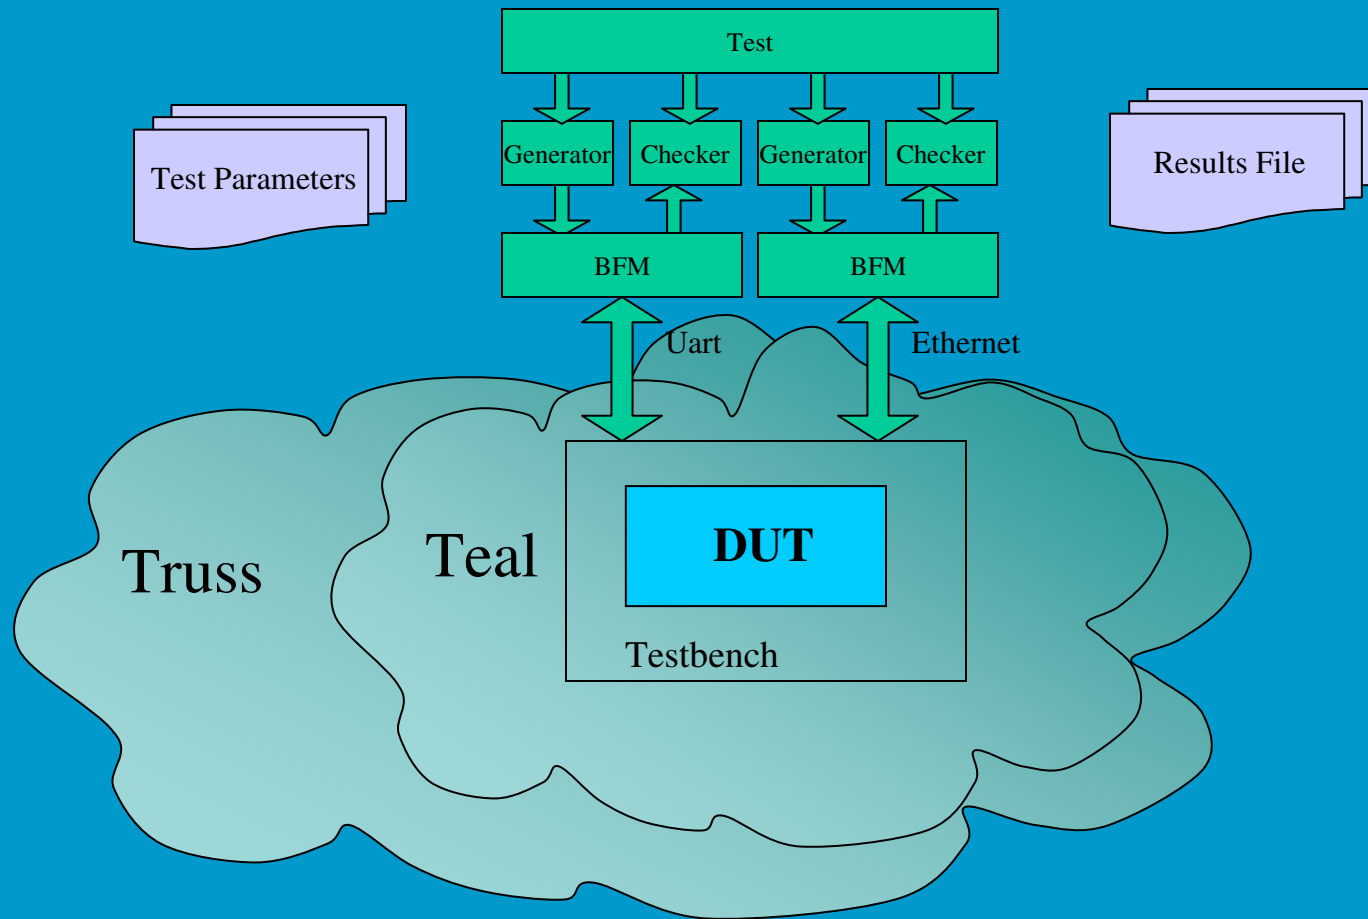 Test
Generator
Checker
Generator
Checker
Test Parameters
Results File
BFM
BFM
Uart
Ethernet
DUT
Teal
Truss
Testbench